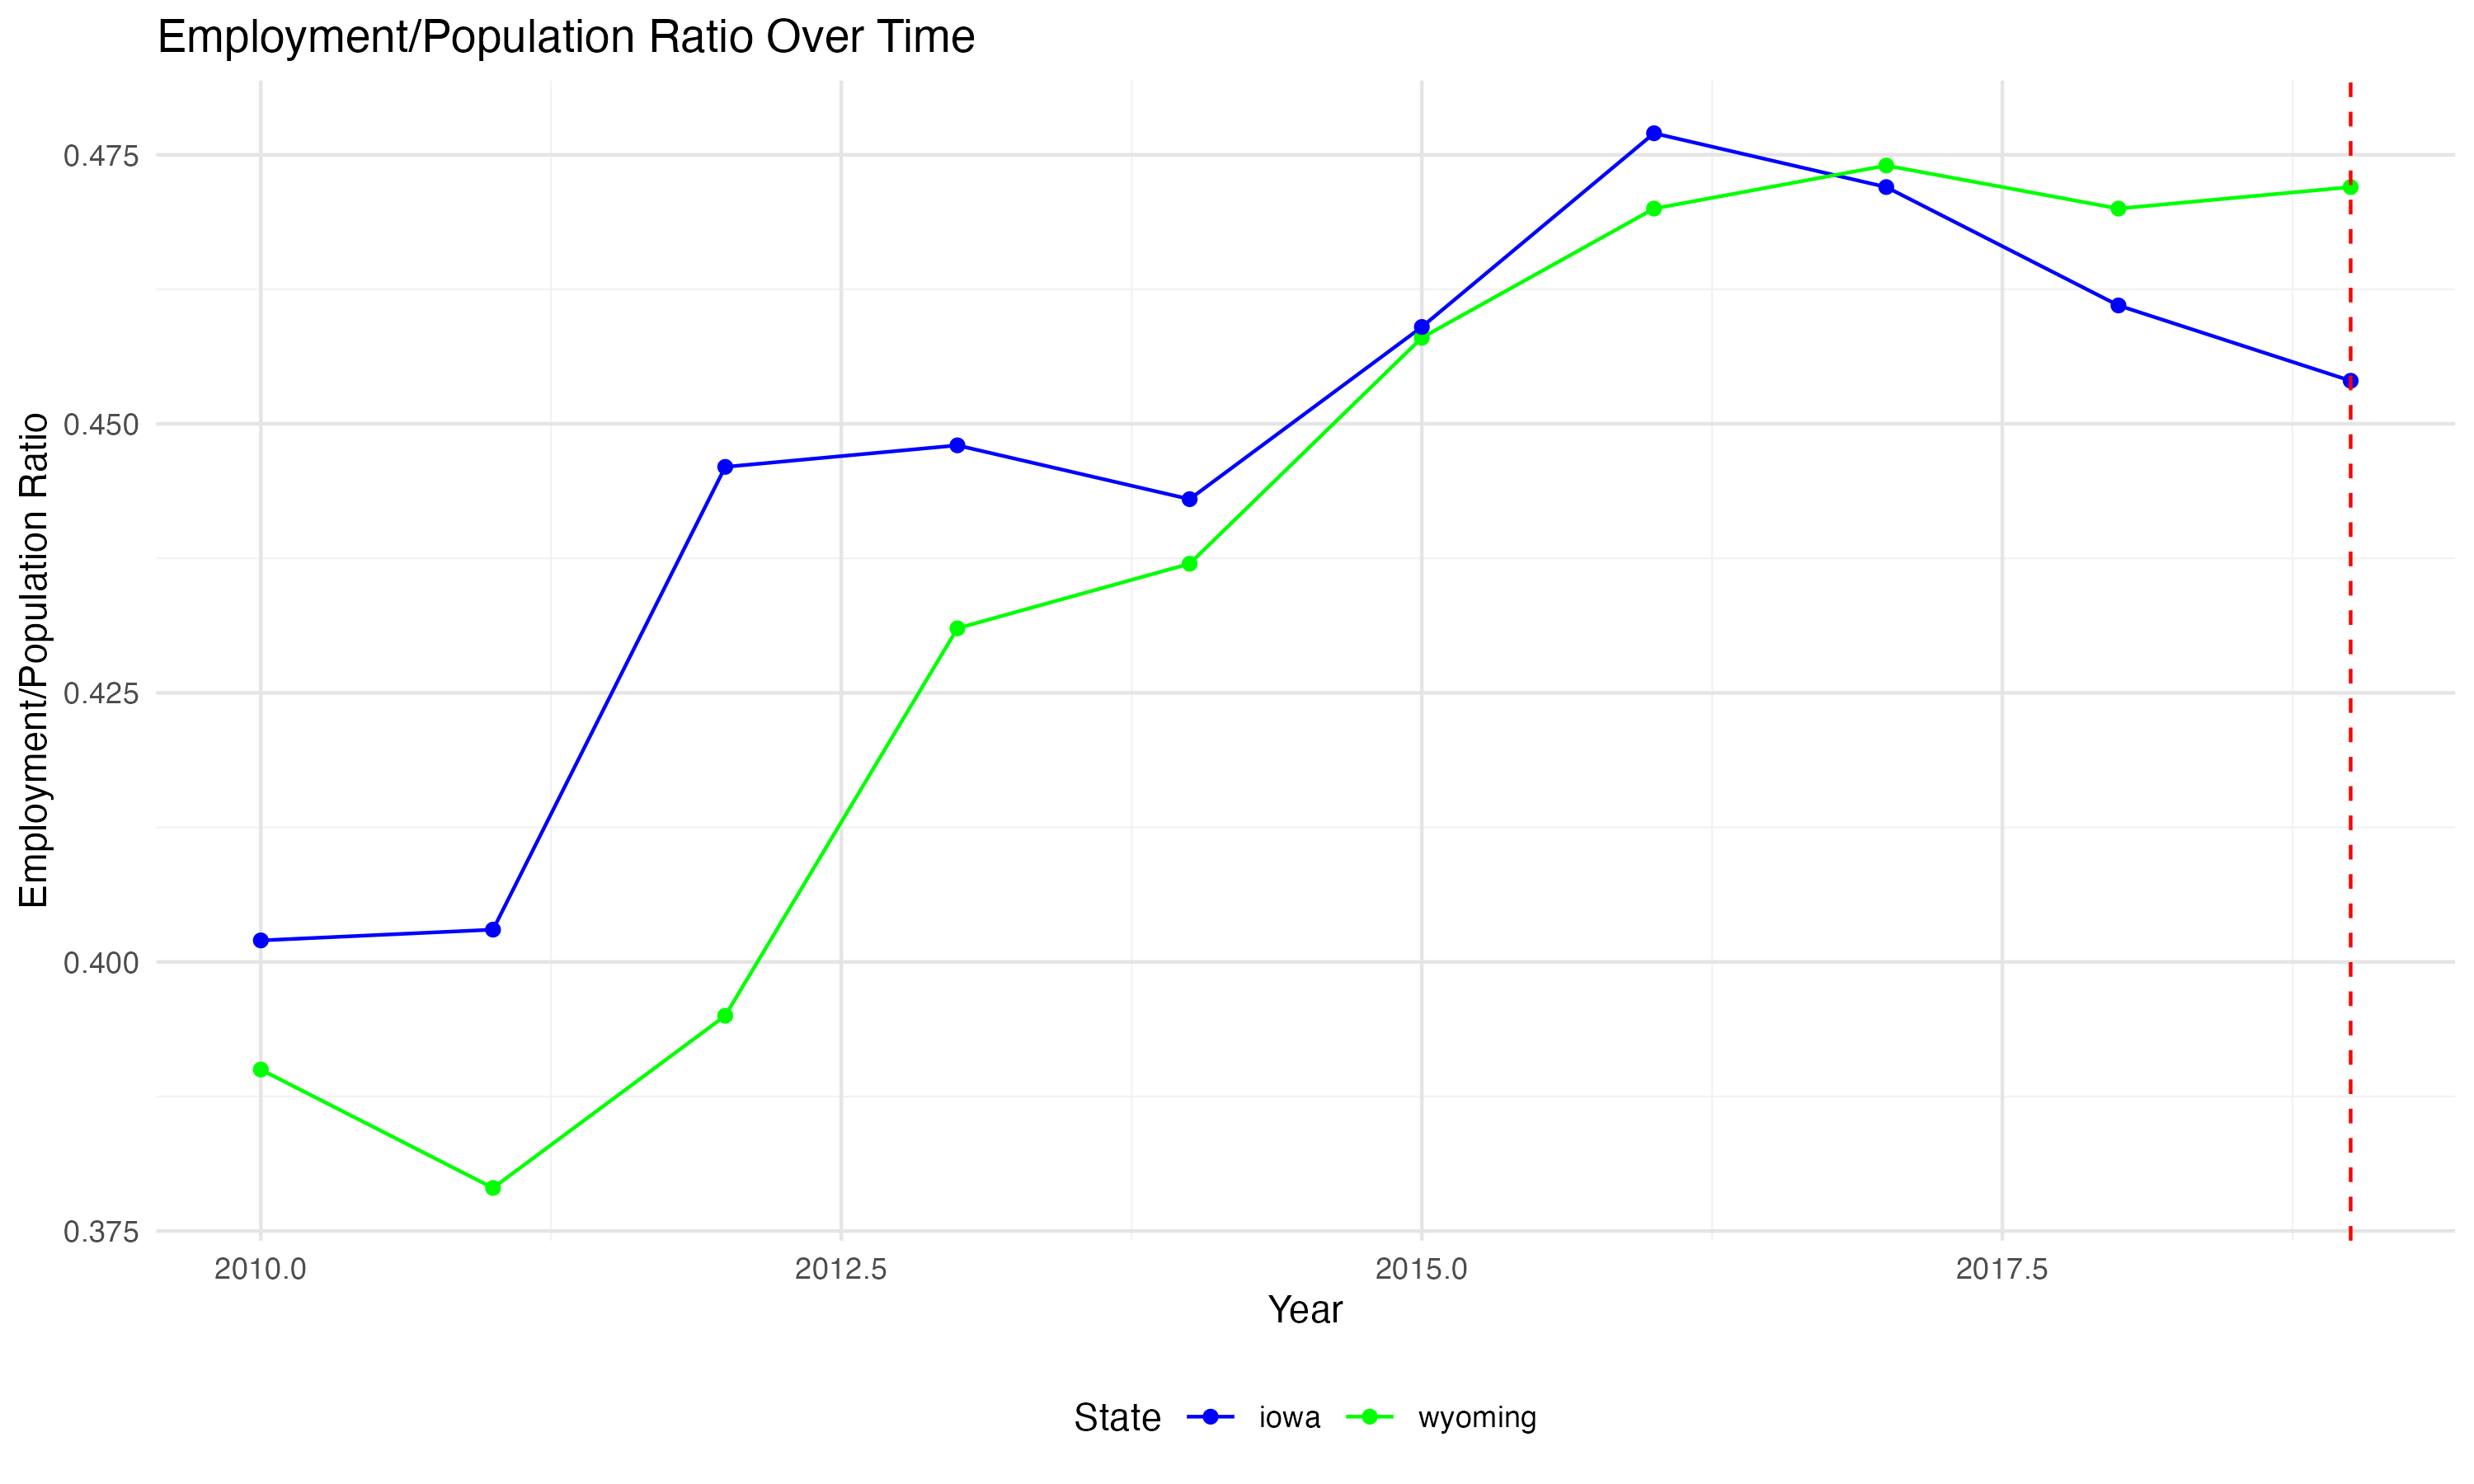 Employment/Population Ratio Over Time
Employment/Population Ratio
0.475
0.450
0.425
0.400
0.375
2010.0 2012.5 2015.0 2017.5
Year
State iowa wyoming